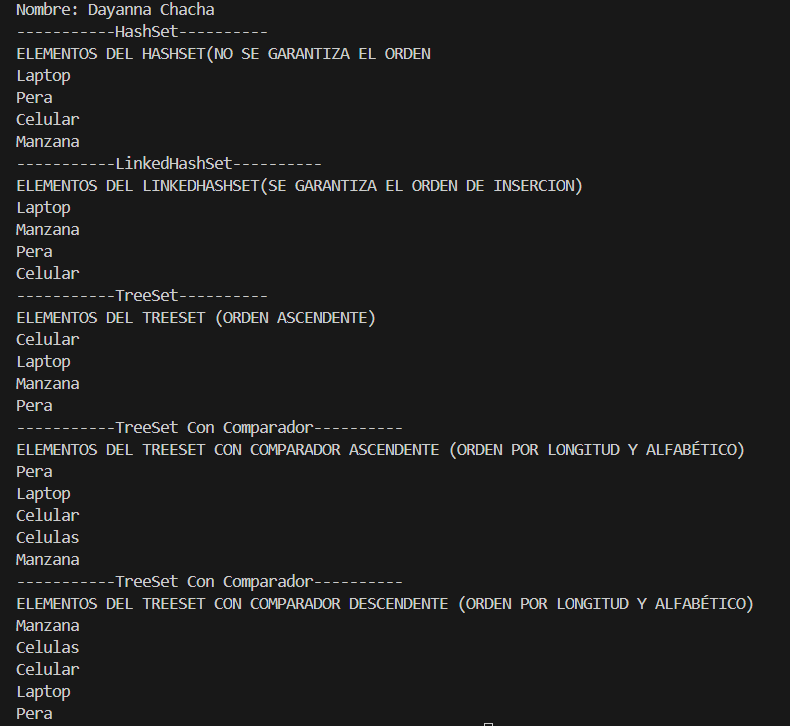 Nombre: Dayanna Chacha
-----------HashSet----------
ELEMENTOS DEL HASHSET(NO SE GARANTIZA EL ORDEN
Laptop
Pera
Celular
Manzana
-----------LinkedHashSet----------
ELEMENTOS DEL LINKEDHASHSET(SE GARANTIZA EL ORDEN DE INSERCION)
Laptop
Manzana
Pera
Celular
-----------TreeSet----------
ELEMENTOS DEL TREESET (ORDEN ASCENDENTE)
Celular
Laptop
Manzana
Pera
-----------TreeSet Con Comparador----------
ELEMENTOS DEL TREESET CON COMPARADOR ASCENDENTE (ORDEN POR LONGITUD Y ALFABÉTICO)
Pera
Laptop
Celular
Celulas
Manzana
-----------TreeSet Con Comparador----------
ELEMENTOS DEL TREESET CON COMPARADOR DESCENDENTE (ORDEN POR LONGITUD Y ALFABÉTICO)
Manzana
Celulas
Celular
Laptop
Pera